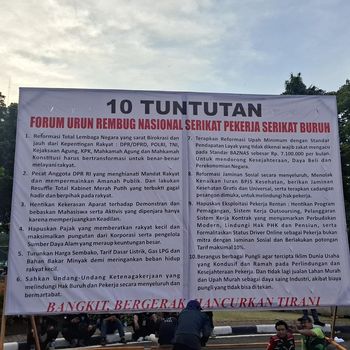 10 TUNTUTAN
FORUM URUN REMBUG NASIONAL SERIKAT PEKERJA SERIKAT BURUH
1. Reformasi Total Lembaga Negara yang sarat Birokrasi dan
jauh dari Kepentingan Rakyat : DPR/DPRD, POLRI, TNI,
Kejaksaan Agung, KPK, Mahkamah Agung dan Mahkamah
Konstitusi harus bertransformasi untuk benar-benar
melayani rakyat.
2. Pecat Anggota DPR RI yang menghianati Mandat Rakyat
dan mempermainkan Amanah Publik. Dan lakukan
Resuffle Total Kabinet Merah Putih yang terbukti gagal
hadir dan berpihak pada rakyat.
3. Hentikan Kekerasan Aparat terhadap Demonstran dan
bebaskan Mahasiswa serta Aktivis yang dipenjara hanya
karena memperjuangkan Keadilan.
4. Hapuskan Pajak yang memberatkan rakyat kecil dan
maksimalkan pungutan dari Korporasi serta pengelola
Sumber Daya Alam yang meraup keuntungan besar.
5. Turunkan Harga Sembako, Tarif Dasar Listrik, Gas LPG dan
Bahan Bakar Minyak demi meringankan beban hidup
rakyat kecil.
6. Sahkan Undang-Undang Ketenagakerjaan yang
melindungi Hak Buruh dan Pekerja secara menyeluruh dan
bermartabat.
7. Terapkan Reformasi Upah Minimum dengan Standar
Pendapatan Layak yang tidak dikenai wajib zakat mengacu
pada Standar BAZNAS sebesar Rp. 7.100.000 per bulan
Untuk mendorong Kesejahteraan, Daya Beli dan
Perekonomian Negara.
8. Reformasi Jaminan Sosial secara menyeluruh, Menolak
Kenaikan Iuran BPJS Kesehatan, berikan Jaminan
Kesehatan Gratis dan Universal, serta terapkan cadangan
pesangon dibatasi, untuk melindungi hak pekerja.
9. Hapuskan Eksploitasi Pekerja Rentan : Hentikan Program
Pemagangan, Sistem Kerja Outsourcing, Pelanggaran
Sistem Kerja Kontrak yang menyamarkan Perbudakan
Modern, Lindungi Hak PHK dan Pensiun, serta
Formalitaskan Status Driver Online sebagai Pekerja bukan
mitra dengan Jaminan Sosial dan Berlakukan potongan
Tarif maksimal 10%.
10. Berangus berbagai Pungli agar tercipta Iklim Dunia Usaha
yang Kondusif dan Ramah pada Perlindungan dan
Kesejahteraan Pekerja. Dan tidak lagi jualan Lahan Murah
dan Upah Murah sebagai daya saing Industri, akibat biaya
pungli yang tidak bisa di tekan.
BANGKIT, BERGERAK HANCURKAN TIRANI